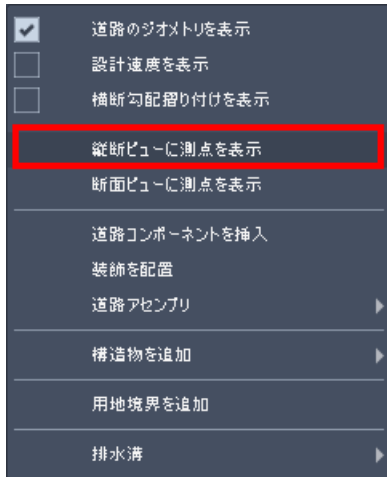 道路のジオメトリを表示
設計速度を表示
横断勾配摺り付けを表示
縦断ビューに測点を表示
断面ビューに測点を表示
道路コンポーネントを挿入
装飾を配置
道路アセンブリ
構造物を追加
用地境界を追加
排水溝